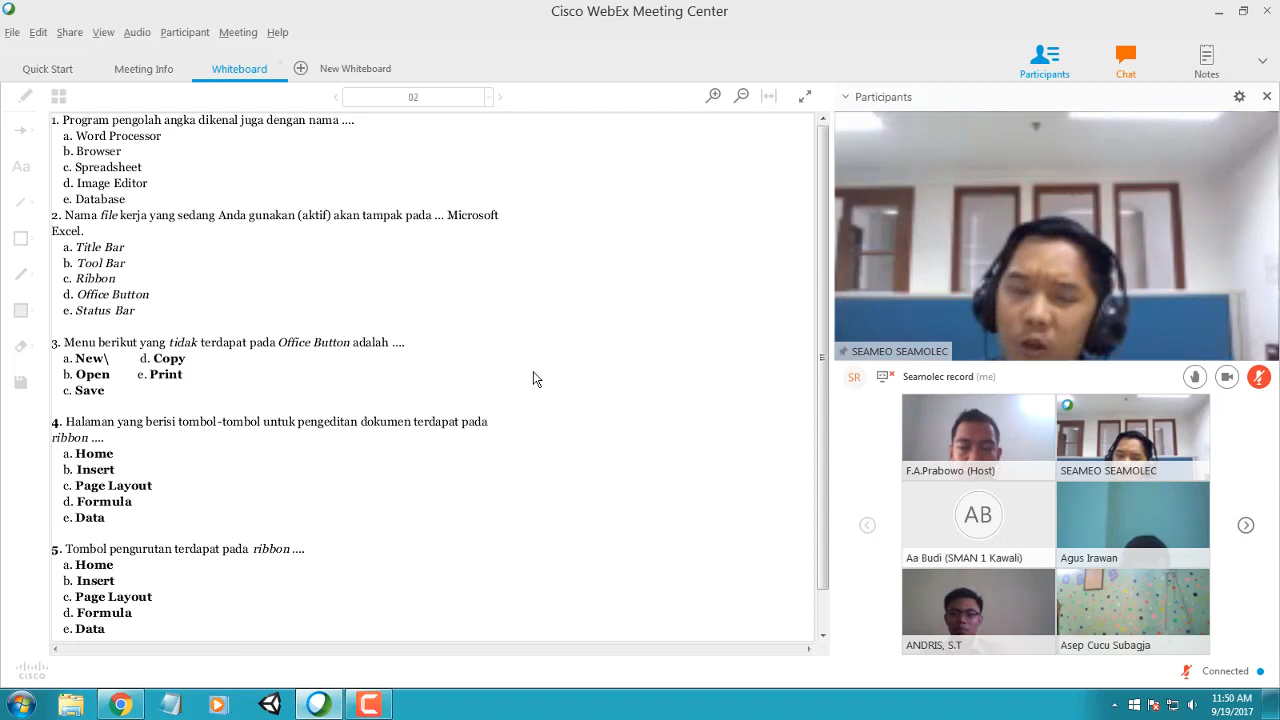 Cisco WebEx Meeting Center
File Edit Share View Audio Participant Meeting Help
Quick Start Meeting Info Whiteboard New Whiteboard
Participants Chat Notes
02
Participants
1. Program pengolah angka dikenal juga dengan nama ....
a. Word Processor
b. Browser
c. Spreadsheet
d. Image Editor
e. Database
2. Nama file kerja yang sedang Anda gunakan (aktif) akan tampak pada ... Microsoft
Excel.
a. Title Bar
b. Tool Bar
c. Ribbon
d. Office Button
e. Status Bar
3. Menu berikut yang tidak terdapat pada Office Button adalah ....
a. New\ d. Copy
b. Open e. Print
c. Save
4. Halaman yang berisi tombol-tombol untuk pengeditan dokumen terdapat pada
ribbon ....
a. Home
b. Insert
c. Page Layout
d. Formula
e. Data
5. Tombol pengurutan terdapat pada ribbon ....
a. Home
b. Insert
c. Page Layout
d. Formula
e. Data
Aa
cisco
SEAMEO SEAMOLEC
SR Seamolec record (me)
F.A.Prabowo (Host) SEAMEO SEAMOLEC
AB
Aa Budi (SMAN 1 Kawali) Agus Irawan
ANDRIS, S.T Asep Cucu Subagja
Connected
11:50 AM
9/19/2017